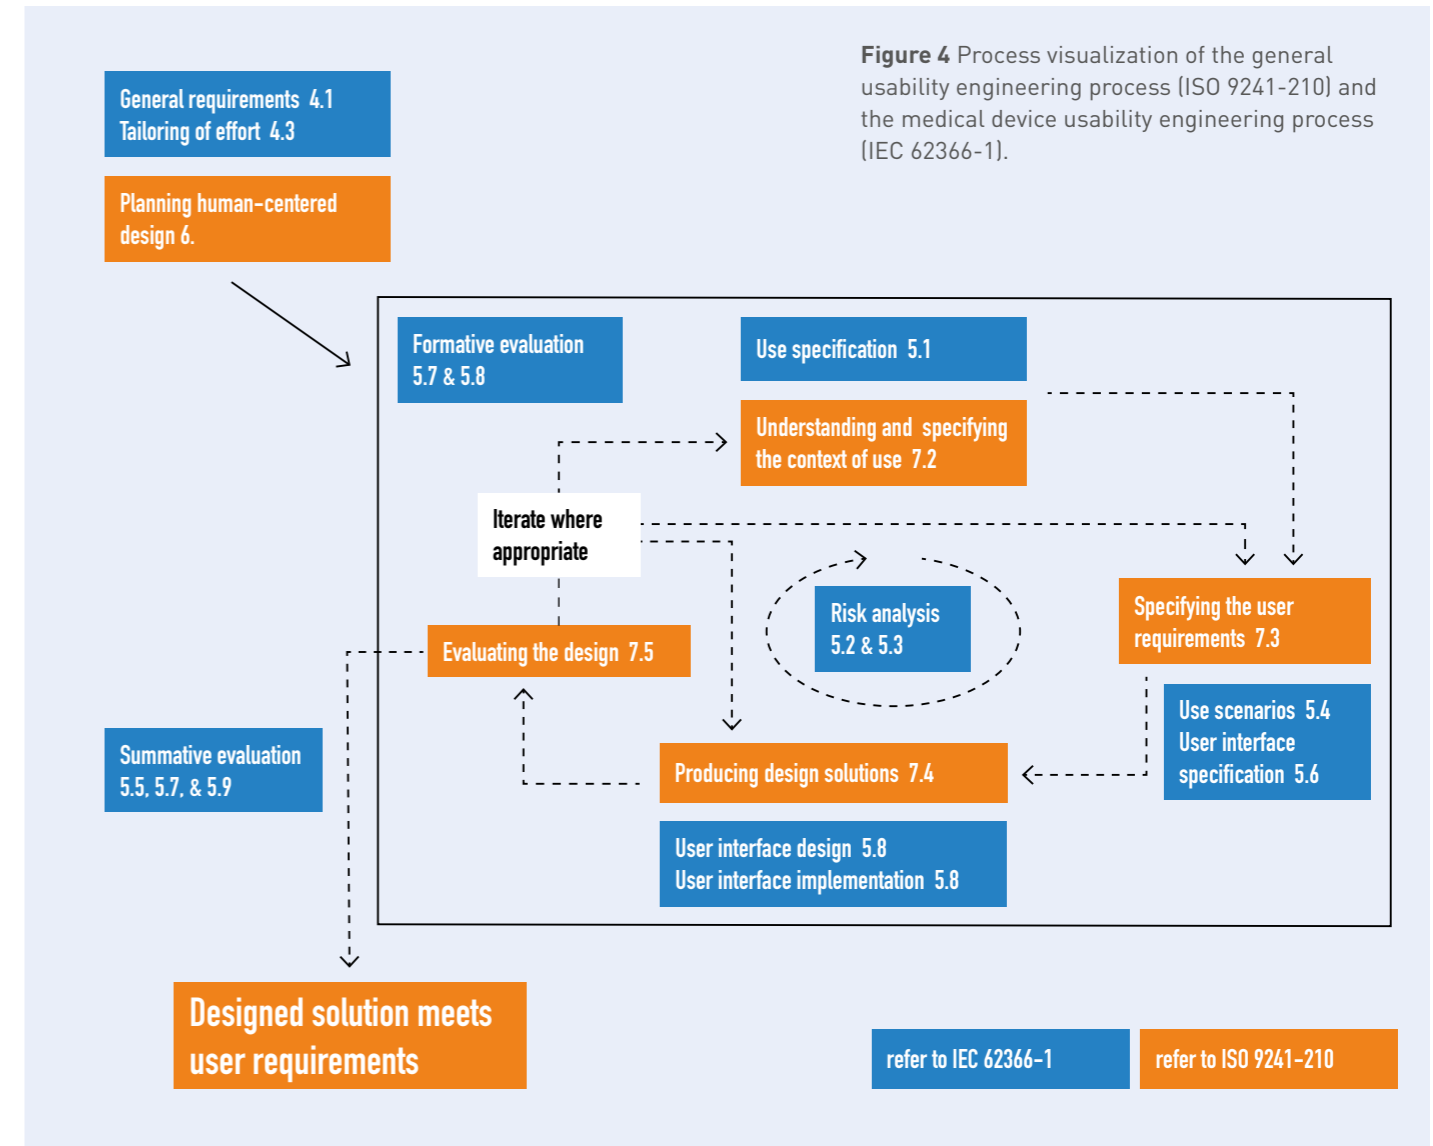 Figure 4 Process visualization of the general
usability engineering process (ISO 9241-210) and
the medical device usability engineering process
(IEC 62366-1).
General requirements 4.1
Tailoring of effort 4.3
Planning human-centered
design 6.
Formative evaluation
5.7 & 5.8
Use specification 5.1
Understanding and specifying
the context of use 7.2
Iterate where
appropriate
Risk analysis
5.2 & 5.3
Specifying the user
requirements 7.3
Evaluating the design 7.5
Use scenarios 5.4
User interface
specification 5.6
Summative evaluation
5.5, 5.7, & 5.9
Producing design solutions 7.4
User interface design 5.8
User interface implementation 5.8
Designed solution meets
user requirements
refer to IEC 62366-1
refer to ISO 9241-210